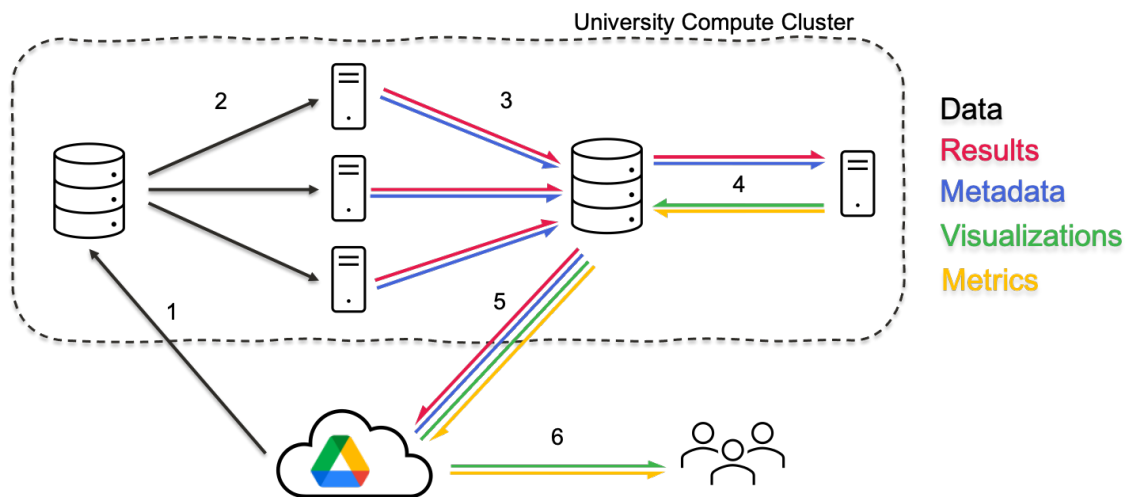 University Compute Cluster
2
3
Data
Results
Metadata
4
Visualizations
Metrics
1
5
6